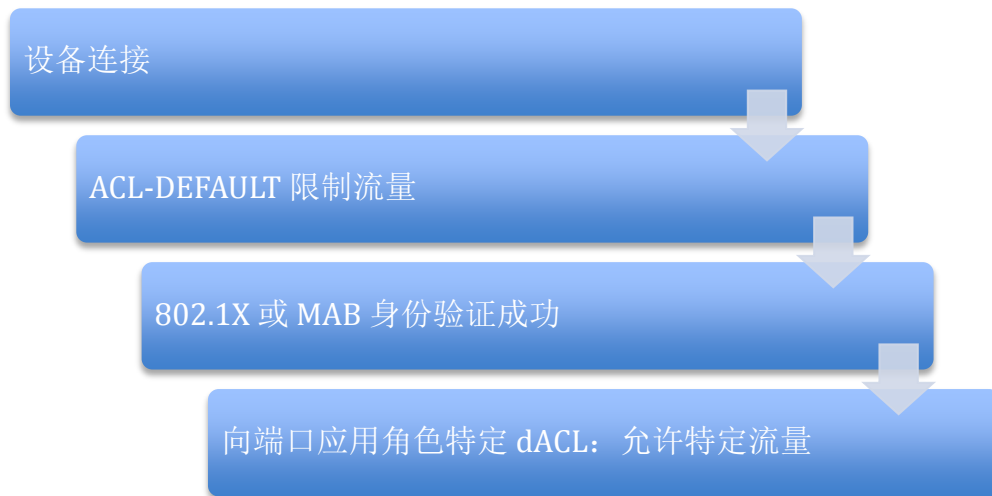 设备连接
ACL-DEFAULT 限制流量
802.1X 或 MAB 身份验证成功
向端口应用角色特定 dACL：允许特定流量